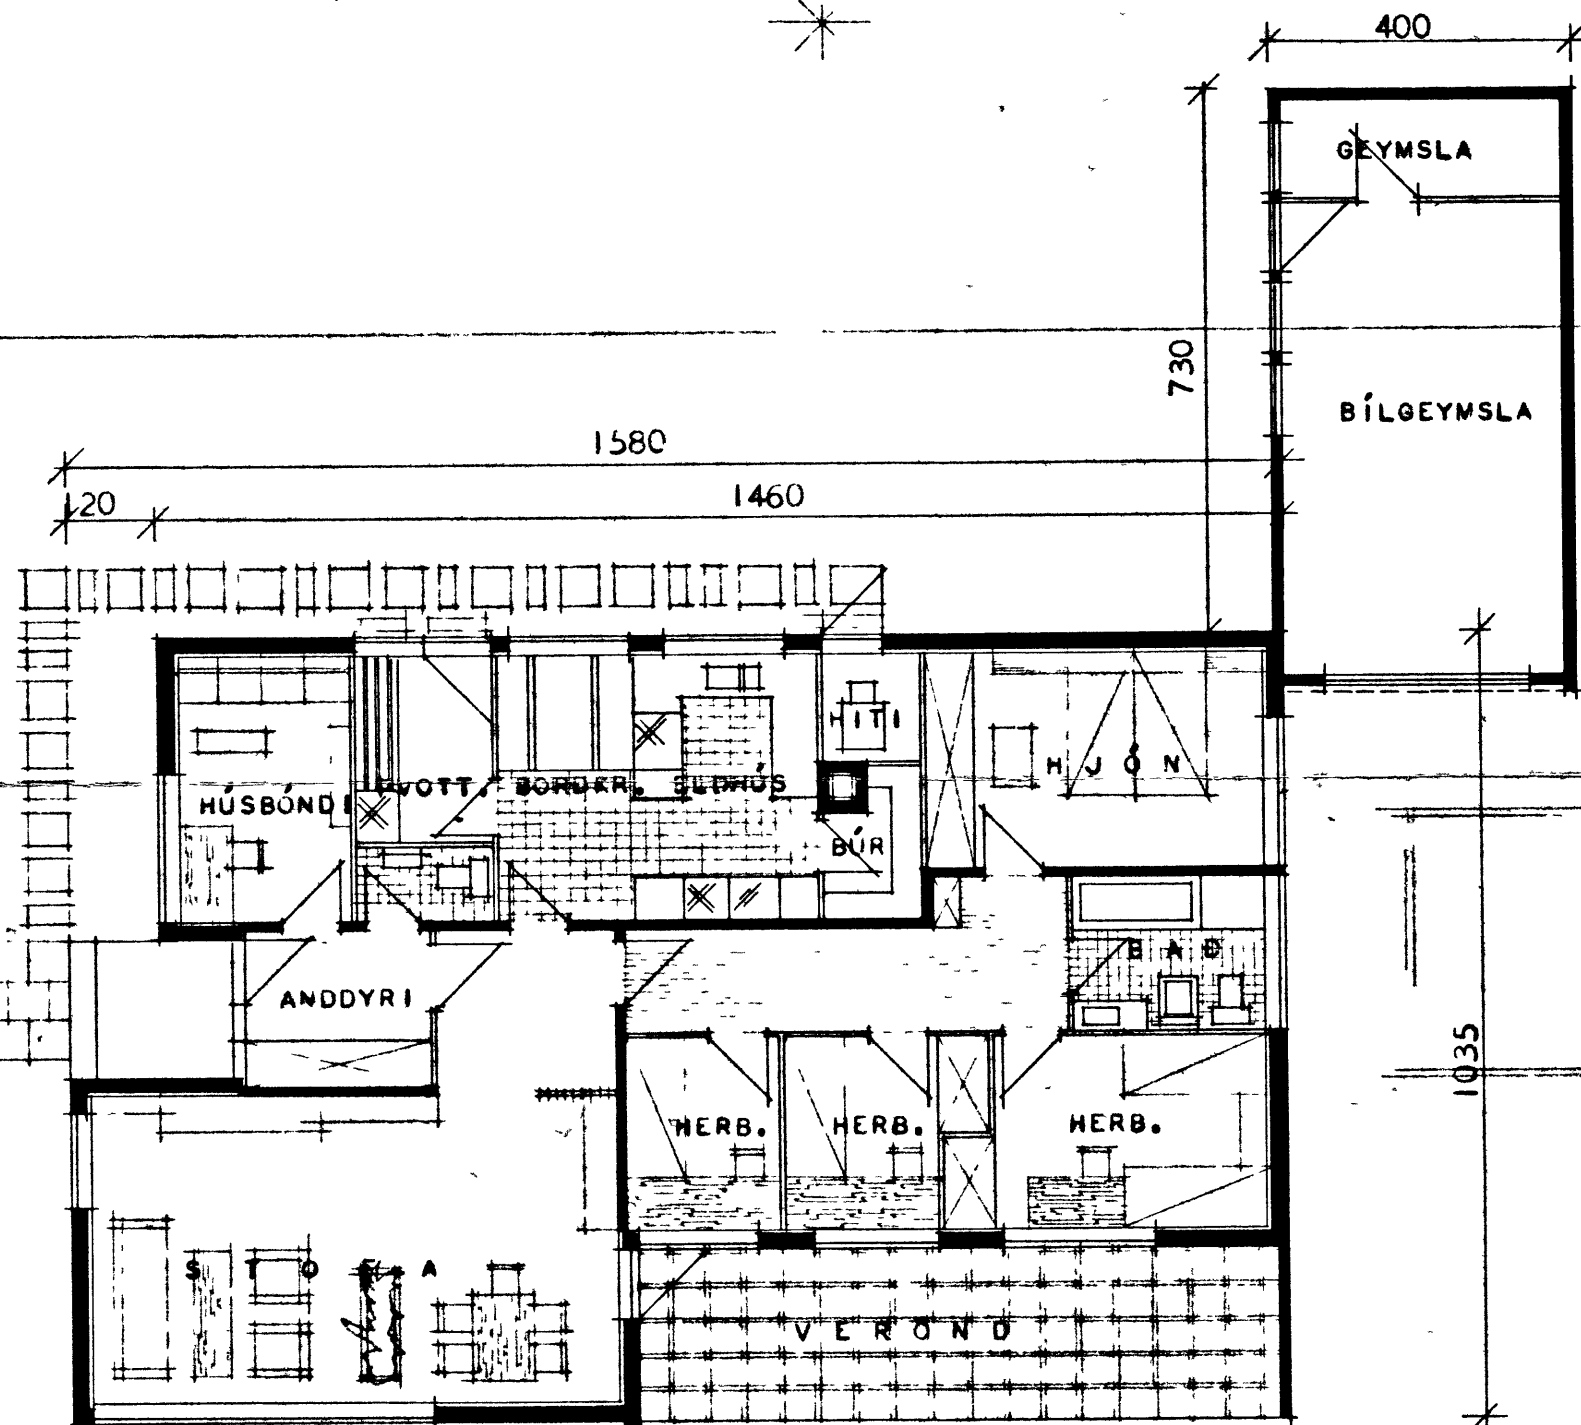 400
GEYMSLA
730
BÍLGEYMSLA
1580
120
1460
HITI
HJÓN
HÚSBÓNDI
ÞVOTT.
BORÐKR.
ELDHÚS
BÚR
BAÐ
ANDDYRI
1035
HERB.
HERB.
HERB.
STOFA
VERÖND